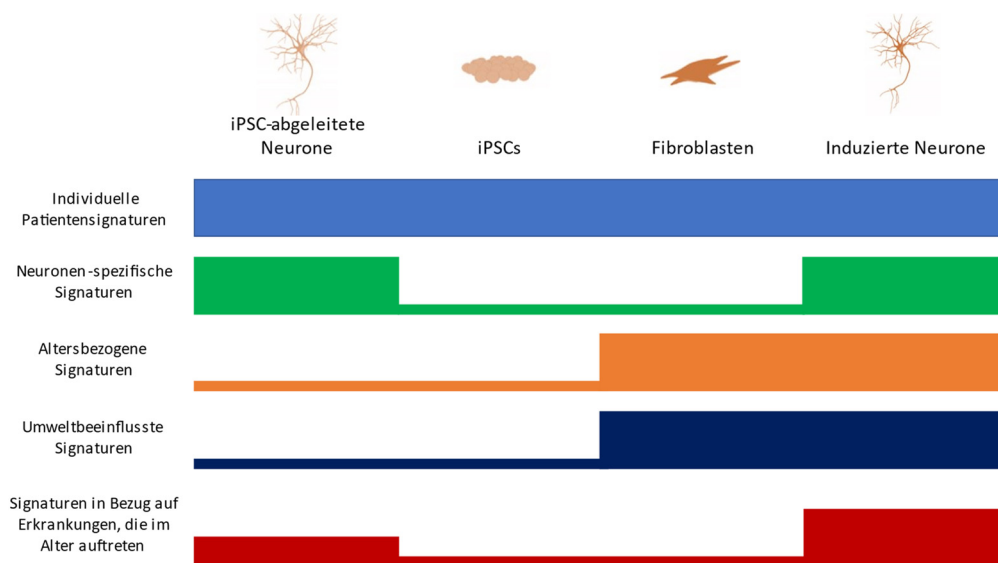 iPSC-abgeleitete
Neurone
iPSCs
Fibroblasten
Induzierte Neurone
Individuelle
Patientensignaturen
Neuronen-spezifische
Signaturen
Altersbezogene
Signaturen
Umweltbeeinflusste
Signaturen
Signaturen in Bezug auf
Erkrankungen, die im
Alter auftreten